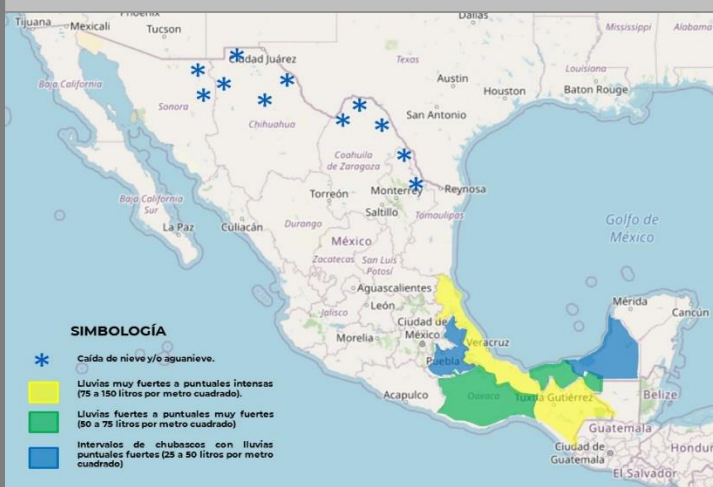 Phoenix
Dallas
Tijuana
Mexicali
Tucson
Mississippi
Alabama
Ciudad Juárez
Texas
Louisiana
Baja California
Austin
Houston
Baton Rouge
Sonora
Chihuahua
San Antonio
Coahuila
de Zaragoza
Baja California
Sur
Torreón
Monterrey
Reynosa
Saltillo
Tamaulipas
La Paz
Culiacán
Durango
México
Golfo de
México
Zacatecas
San Luis
Potosí
Aguascalientes
Mérida
Cancún
Jalisco
León
Ciudad de
México
Veracruz
Morelia
Puebla
Acapulco
Oaxaca
Tuxtla Gutiérrez
Belize
Guatemala
Ciudad de
Guatemala
Hondur
El Salvador
SIMBOLOGÍA
Caída de nieve y/o aguanieve.
Lluvias muy fuertes a puntuales intensas
(75 a 150 litros por metro cuadrado).
Lluvias fuertes a puntuales muy fuertes
(50 a 75 litros por metro cuadrado)
Intervalos de chubascos con lluvias
puntuales fuertes (25 a 50 litros por metro
cuadrado)